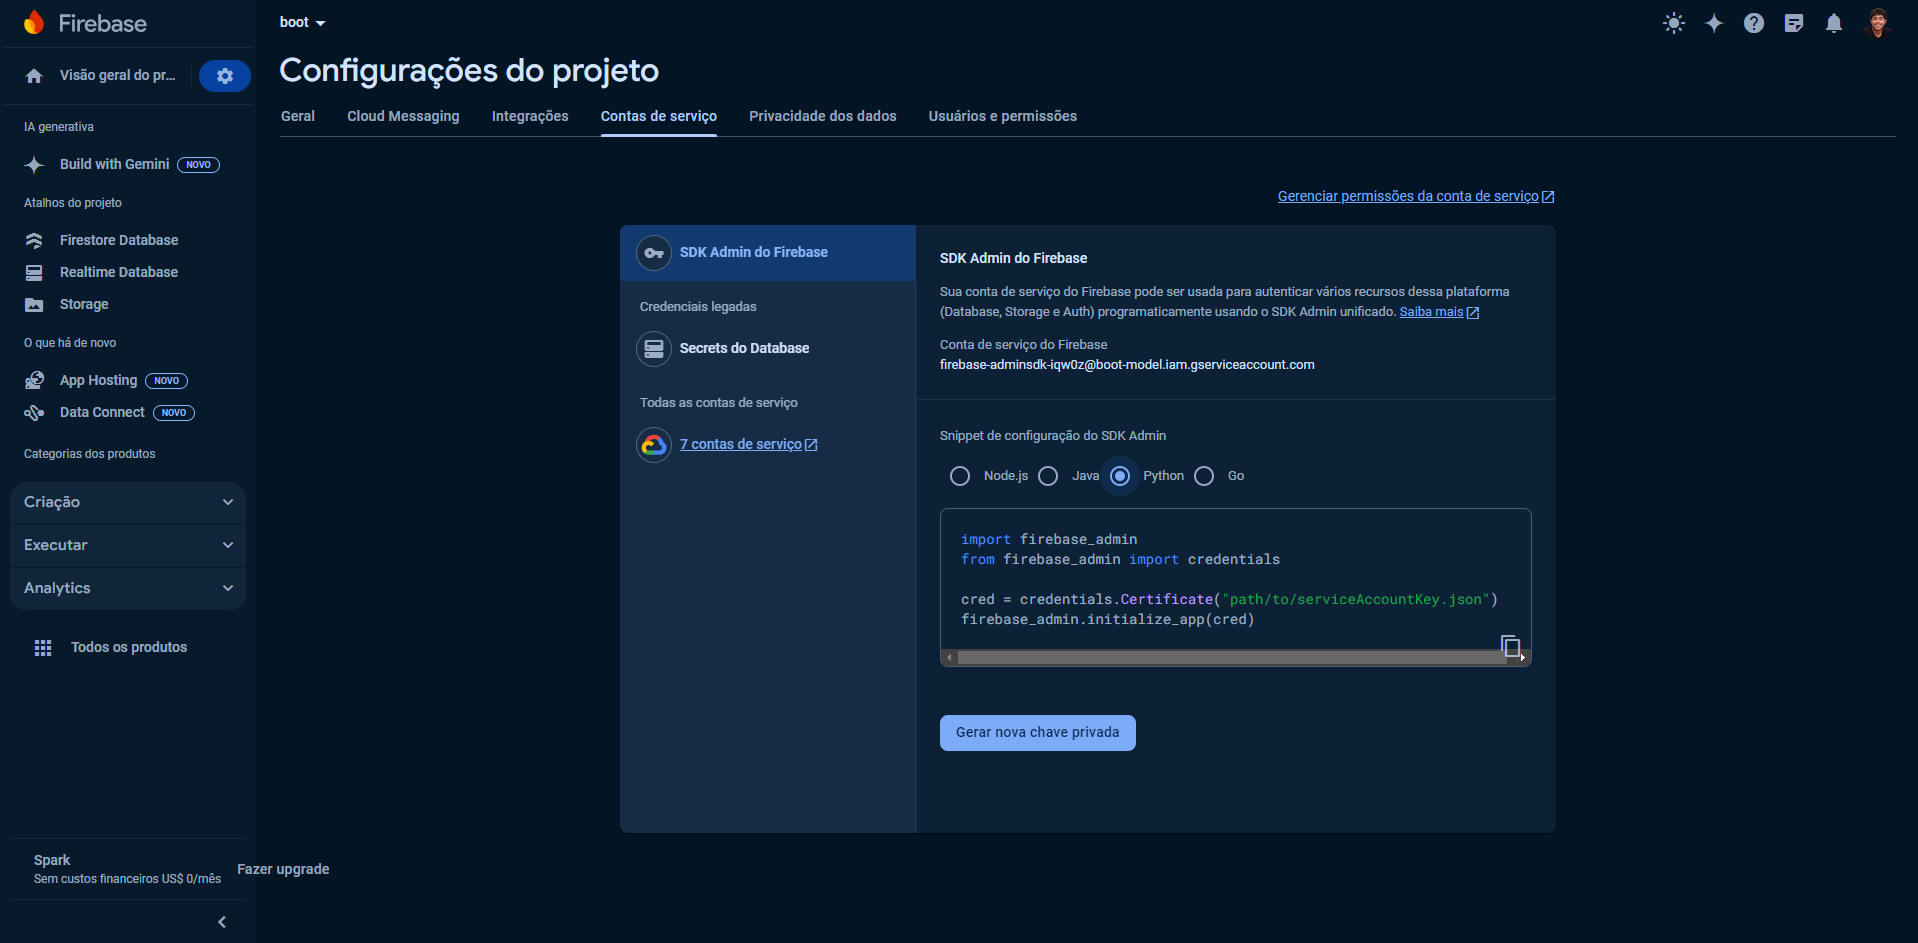 Firebase
boot
Visão geral do pr...
Configurações do projeto
Geral
Cloud Messaging
Integrações
Contas de serviço
Privacidade dos dados
Usuários e permissões
IA generativa
Build with Gemini NOVO
Atalhos do projeto
Firestore Database
Realtime Database
Storage
O que há de novo
App Hosting NOVO
Data Connect NOVO
Categorias dos produtos
Criação
Executar
Analytics
Todos os produtos
Spark
Sem custos financeiros US$ 0/mês
Fazer upgrade
Gerenciar permissões da conta de serviço
SDK Admin do Firebase
Credenciais legadas
Secrets do Database
Todas as contas de serviço
7 contas de serviço
SDK Admin do Firebase
Sua conta de serviço do Firebase pode ser usada para autenticar vários recursos dessa plataforma
(Database, Storage e Auth) programaticamente usando o SDK Admin unificado. Saiba mais
Conta de serviço do Firebase
firebase-adminsdk-iqw0z@boot-model.iam.gserviceaccount.com
Snippet de configuração do SDK Admin
Node.js
Java
Python
Go
import firebase_admin
from firebase_admin import credentials
cred = credentials.Certificate("path/to/serviceAccountKey.json")
firebase_admin.initialize_app(cred)
Gerar nova chave privada